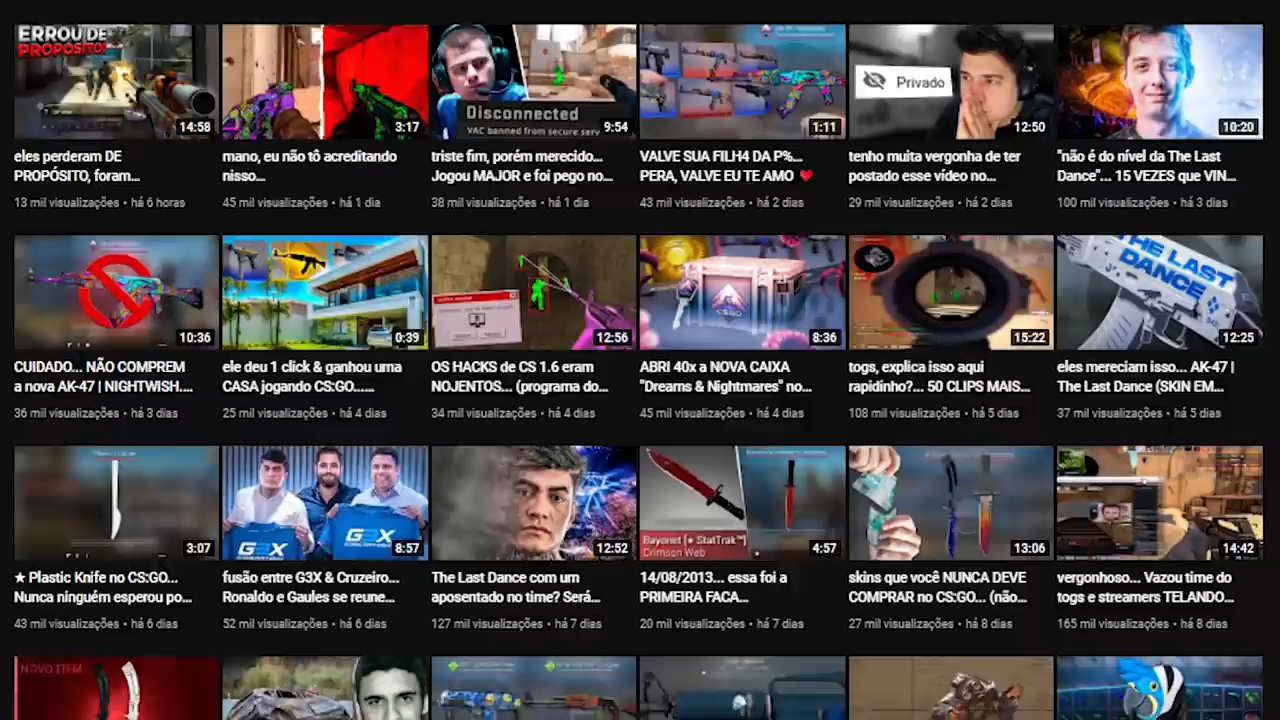 ERROU DE
PROPÓSITO!
14:58
3:17
Disconnected
VAC banned from secure serv
9:54
1:11
Privado
12:50
10:20
eles perderam DE
PROPÓSITO, foram...
mano, eu não tô acreditando
nisso...
triste fim, porém merecido...
Jogou MAJOR e foi pego no...
VALVE SUA FILH4 DA P%...
PERA, VALVE EU TE AMO ❤️
tenho muita vergonha de ter
postado esse vídeo no...
"não é do nível da The Last
Dance"... 15 VEZES que VIN...
13 mil visualizações • há 6 horas
45 mil visualizações • há 1 dia
38 mil visualizações • há 1 dia
43 mil visualizações • há 2 dias
29 mil visualizações • há 2 dias
100 mil visualizações • há 3 dias
10:36
0:39
12:56
CS:GO
8:36
15:22
THE LAST
DANCE
12:25
CUIDADO... NÃO COMPREM
a nova AK-47 | NIGHTWISH....
ele deu 1 click & ganhou uma
CASA jogando CS:GO......
OS HACKS de CS 1.6 eram
NOJENTOS... (programa do...
ABRI 40x a NOVA CAIXA
"Dreams & Nightmares" no...
togs, explica isso aqui
rapidinho?... 50 CLIPS MAIS...
eles mereciam isso... AK-47 |
The Last Dance (SKIN EM...
36 mil visualizações • há 3 dias
25 mil visualizações • há 4 dias
34 mil visualizações • há 4 dias
45 mil visualizações • há 4 dias
108 mil visualizações • há 5 dias
37 mil visualizações • há 5 dias
3:07
G3X
G3X
8:57
12:52
Bayonet [★ StatTrak™]
Crimson Web
4:57
13:06
14:42
★ Plastic Knife no CS:GO...
Nunca ninguém esperou po...
fusão entre G3X & Cruzeiro...
Ronaldo e Gaules se reune...
The Last Dance com um
aposentado no time? Será...
14/08/2013... essa foi a
PRIMEIRA FACA...
skins que você NUNCA DEVE
COMPRAR no CS:GO... (não...
vergonhoso... Vazou time do
togs e streamers TELANDO...
43 mil visualizações • há 6 dias
52 mil visualizações • há 6 dias
127 mil visualizações • há 7 dias
20 mil visualizações • há 7 dias
27 mil visualizações • há 8 dias
165 mil visualizações • há 8 dias
NOVO ITEM